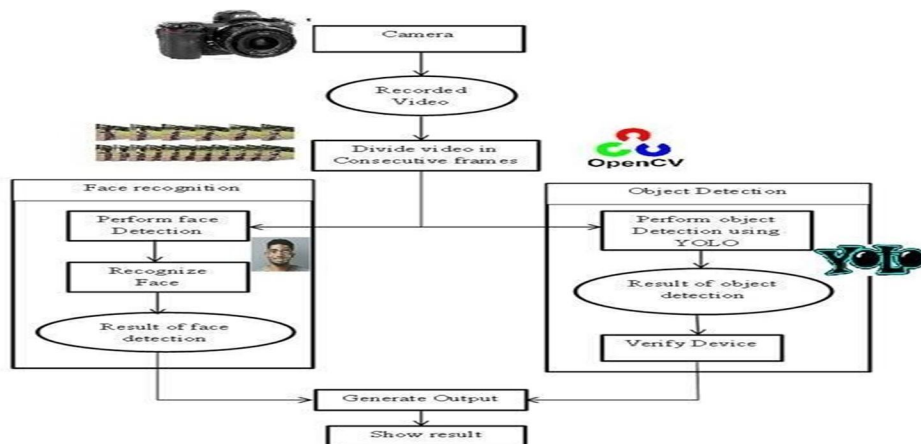 Camera
Recorded
Video
Divide video in
Consecutive frames
OpenCV
Face recognition
Perform face
Detection
Recognize
Face
Result of face
detection
Object Detection
Perform object
Detection using
YOLO
YOLO
Result of object
detection
Verify Device
Generate Output
Show result